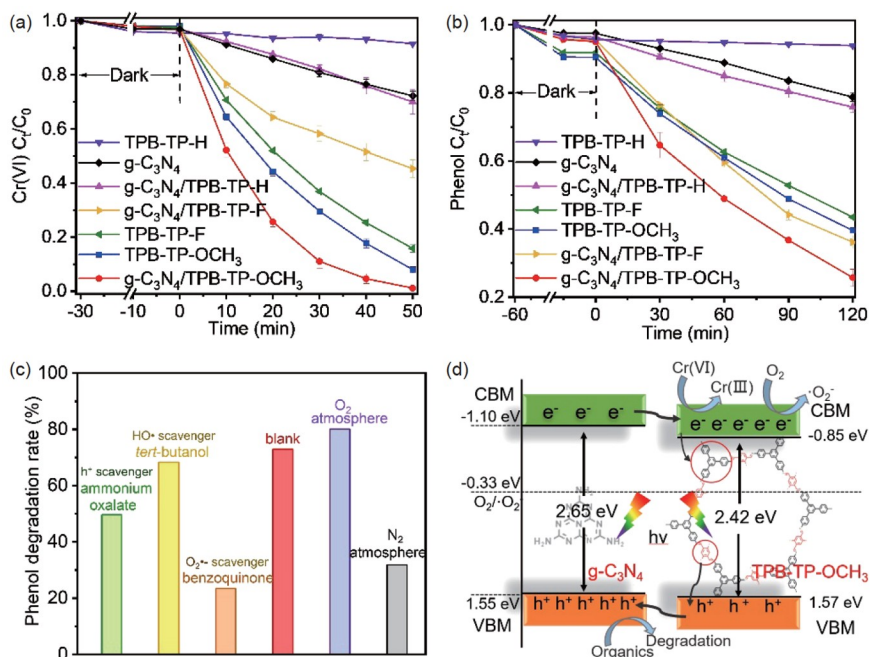 (a)
Cr(VI) Cₜ/C₀
1.0
0.8
0.6
0.4
0.2
0.0
Dark
TPB-TP-H
g-C₃N₄
g-C₃N₄/TPB-TP-H
g-C₃N₄/TPB-TP-F
TPB-TP-F
TPB-TP-OCH₃
g-C₃N₄/TPB-TP-OCH₃
-30 -10 0 10 20 30 40 50
Time (min)
(b)
Phenol Cₜ/C₀
1.0
0.8
0.6
0.4
0.2
Dark
TPB-TP-H
g-C₃N₄
g-C₃N₄/TPB-TP-H
TPB-TP-F
TPB-TP-OCH₃
g-C₃N₄/TPB-TP-F
g-C₃N₄/TPB-TP-OCH₃
-60 0 30 60 90 120
Time (min)
(c)
Phenol degradation rate (%)
100
80
60
40
20
0
h⁺ scavenger
ammonium
oxalate
HO• scavenger
tert-butanol
O₂•- scavenger
benzoquinone
blank
O₂
atmosphere
N₂
atmosphere
(d)
CBM
-1.10 eV
-0.33 eV
O₂/·O₂⁻
1.55 eV
VBM
e⁻ e⁻ e⁻
2.65 eV
NH₂
H₂N NH₂
g-C₃N₄
h⁺ h⁺ h⁺ h⁺ h⁺
Organics
Degradation
hν
Cr(VI)
Cr(III)
O₂
·O₂⁻
CBM
-0.85 eV
e⁻ e⁻ e⁻ e⁻ e⁻
2.42 eV
TPB-TP-OCH₃
h⁺ h⁺ h⁺
1.57 eV
VBM